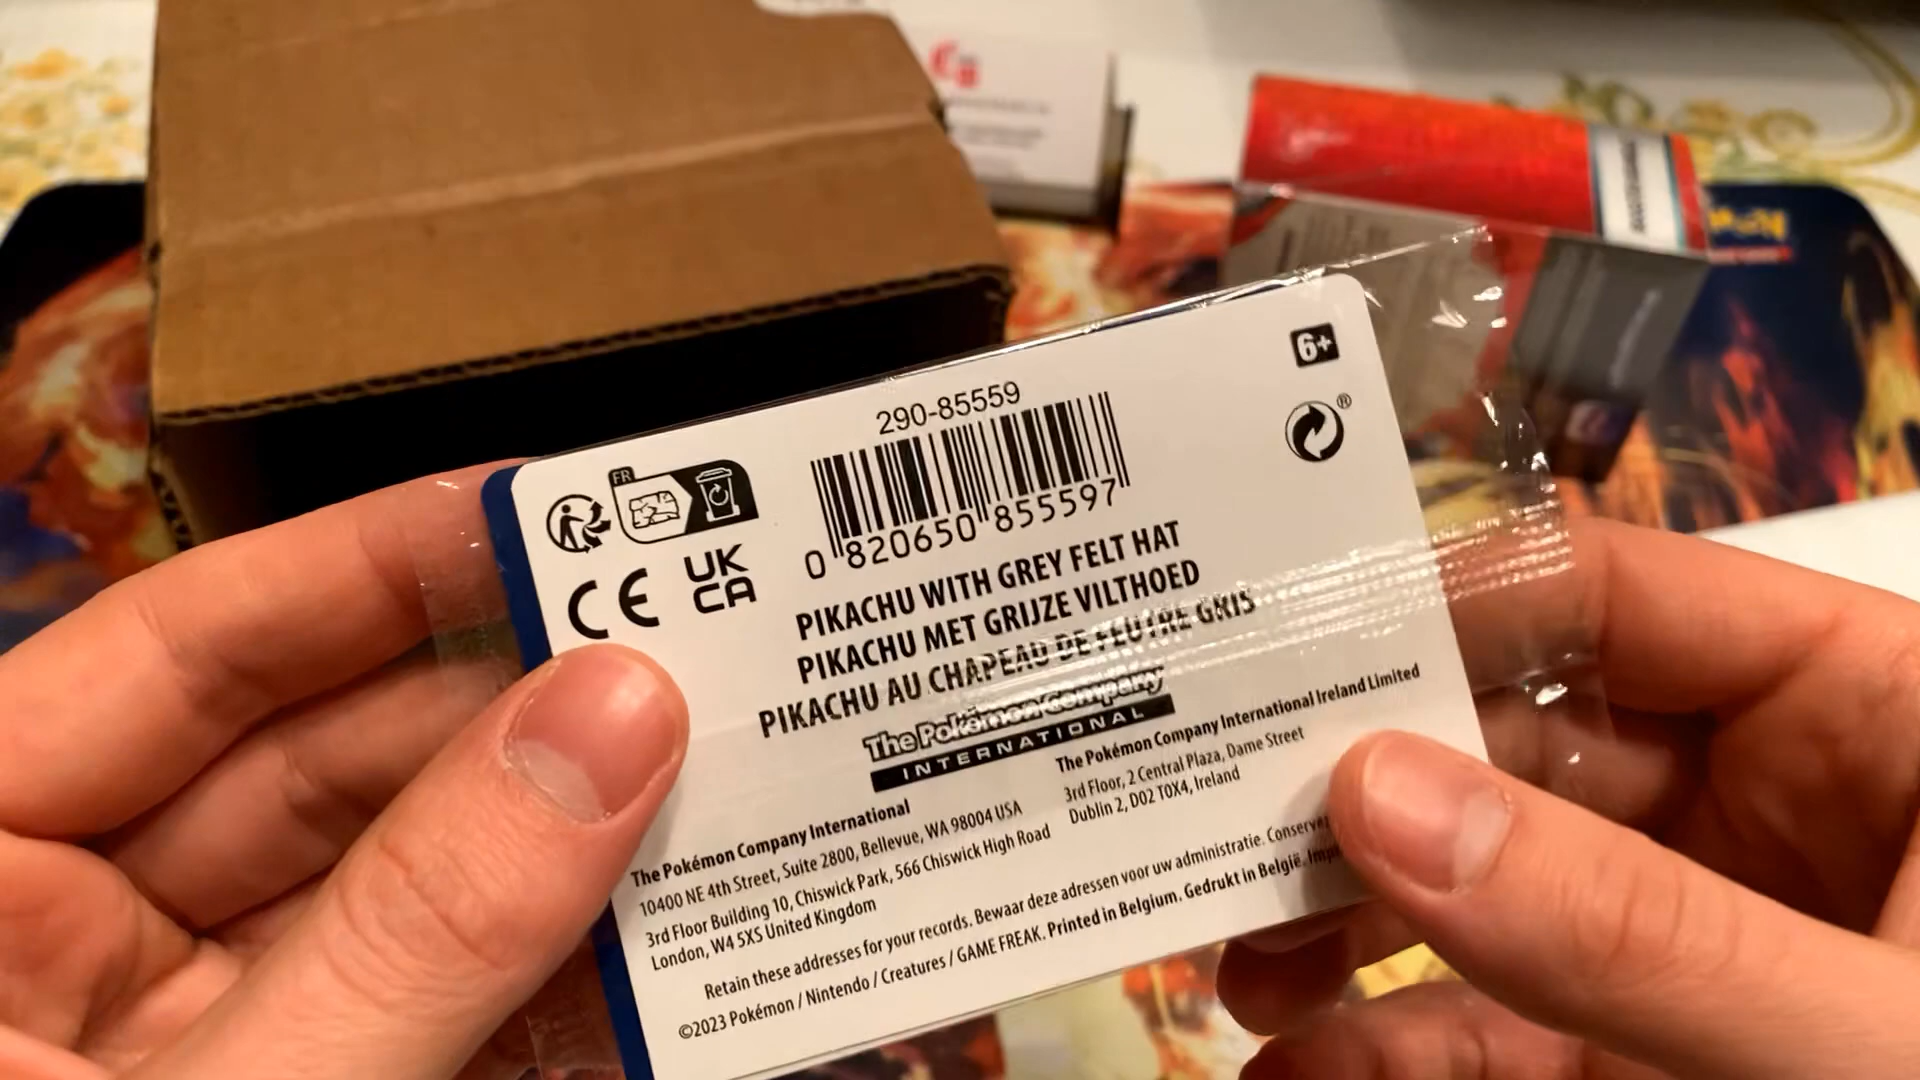 6+
290-85559
®
FR
0 820650 855597
CE
UK
CA
PIKACHU WITH GREY FELT HAT
PIKACHU MET GRIJZE VILTHOED
PIKACHU AU CHAPEAU DE FEUTRE GRIS
The Pokémon Company
INTERNATIONAL
The Pokémon Company International
10400 NE 4th Street, Suite 2800, Bellevue, WA 98004 USA
3rd Floor Building 10, Chiswick Park, 566 Chiswick High Road
London, W4 5XS United Kingdom
The Pokémon Company International Ireland Limited
3rd Floor, 2 Central Plaza, Dame Street
Dublin 2, D02 T0X4, Ireland
Retain these addresses for your records. Bewaar deze adressen voor uw administratie.
©2023 Pokémon / Nintendo / Creatures / GAME FREAK. Printed in Belgium. Gedrukt in België.